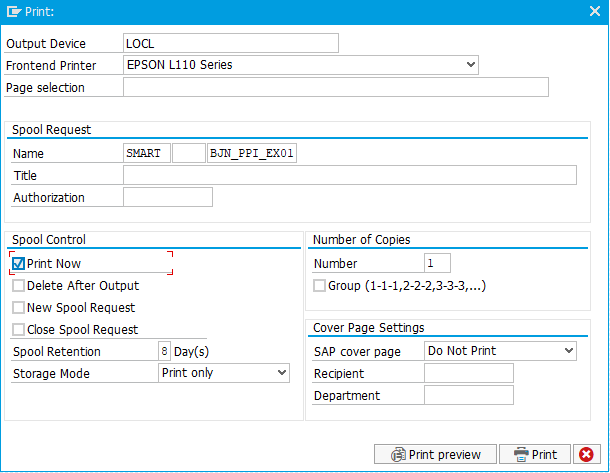 Print:
Output Device LOCL
Frontend Printer EPSON L110 Series
Page selection
Spool Request
Name SMART BJN_PPI_EX01
Title
Authorization
Spool Control
Print Now
Delete After Output
New Spool Request
Close Spool Request
Spool Retention 8 Day(s)
Storage Mode Print only
Number of Copies
Number 1
Group (1-1-1,2-2-2,3-3-3,...)
Cover Page Settings
SAP cover page Do Not Print
Recipient
Department
Print preview Print